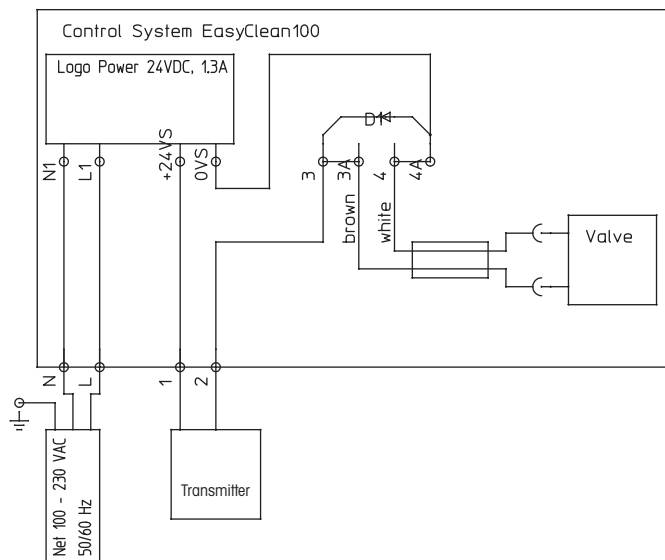 Control System EasyClean100
Logo Power 24VDC, 1.3A
N1
L1
+24VS
0VS
D1
3
3A
4
4A
brown
white
Valve
N
L
1
2
Net 100 - 230 VAC
50/60 Hz
Transmitter